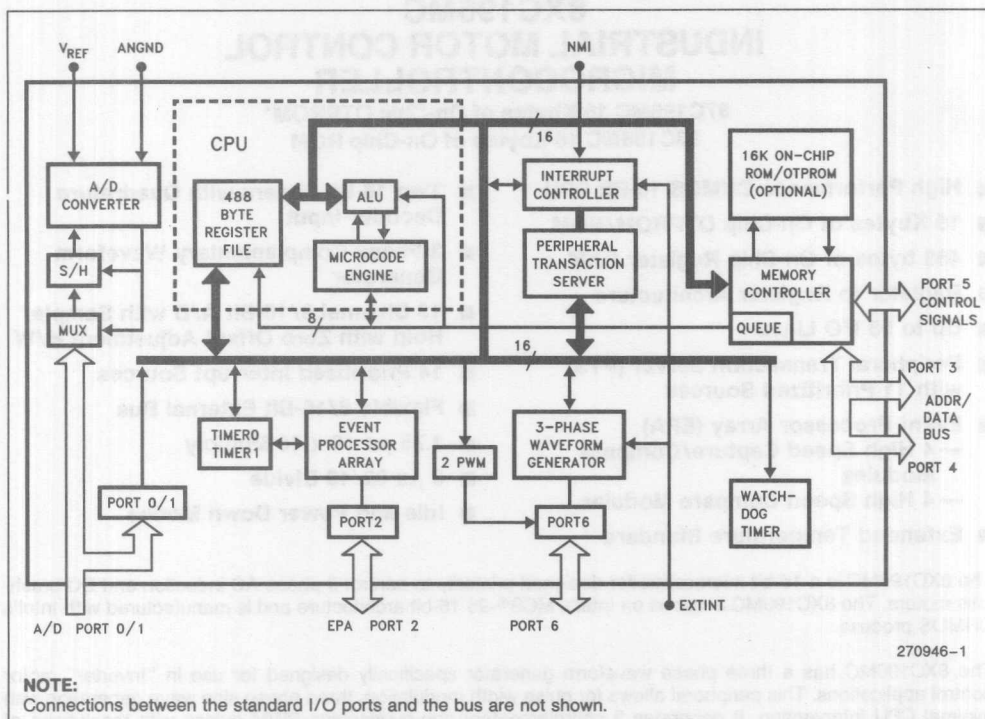 VREF
ANGND
NMI
16
CPU
A/D
CONVERTER
488
BYTE
REGISTER
FILE
ALU
INTERRUPT
CONTROLLER
16K ON-CHIP
ROM/OTPROM
(OPTIONAL)
MICROCODE
ENGINE
PERIPHERAL
TRANSACTION
SERVER
MEMORY
CONTROLLER
QUEUE
S/H
MUX
8
16
PORT 5
CONTROL
SIGNALS
PORT 3
ADDR/
DATA
BUS
PORT 4
TIMER0
TIMER1
EVENT
PROCESSOR
ARRAY
2 PWM
3-PHASE
WAVEFORM
GENERATOR
WATCH-
DOG
TIMER
PORT 0/1
PORT2
PORT6
A/D PORT 0/1
EPA PORT 2
PORT 6
EXTINT
270946-1
NOTE:
Connections between the standard I/O ports and the bus are not shown.